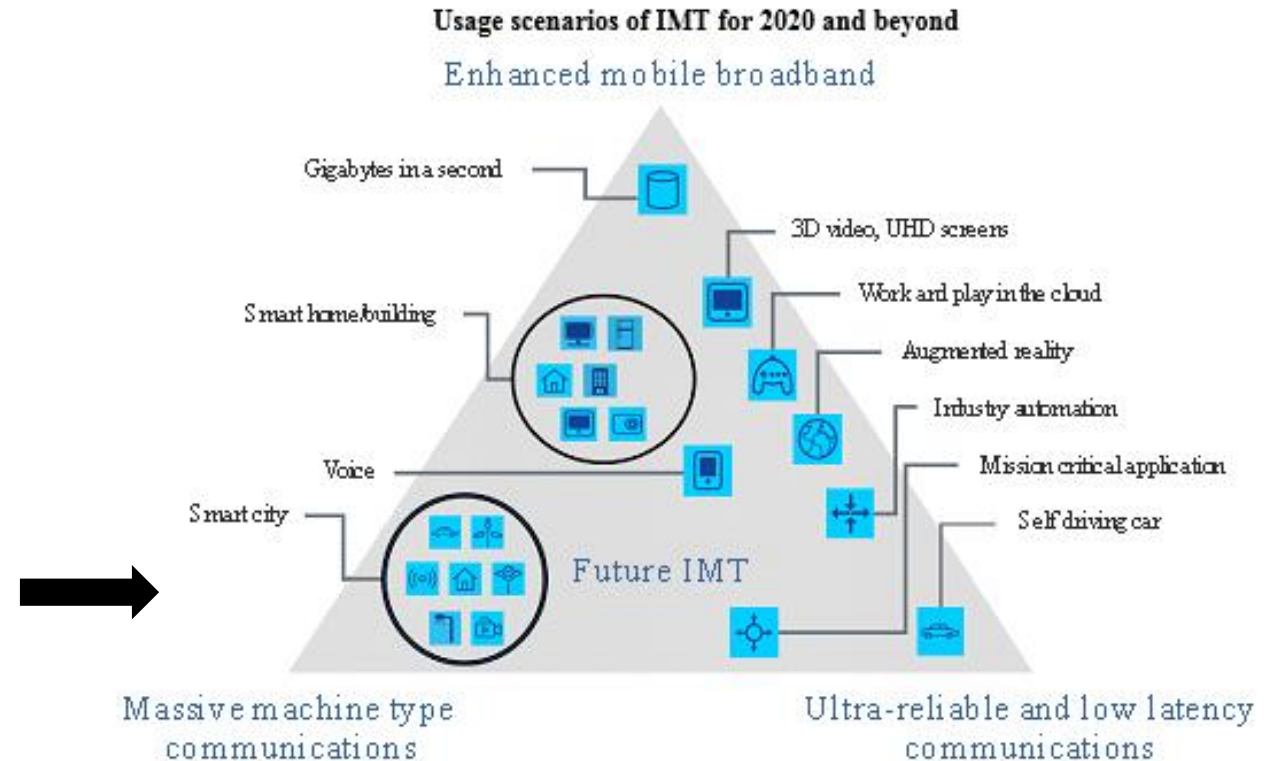 Usage scenarios of IMT for 2020 and beyond
Enhanced mobile broadband
Gigabytes in a second
3D video, UHD screens
Smart home/building
Work and play in the cloud
Augmented reality
Industry automation
Voice
Mission critical application
Smart city
Self driving car
Future IMT
Massive machine type
communications
Ultra-reliable and low latency
communications